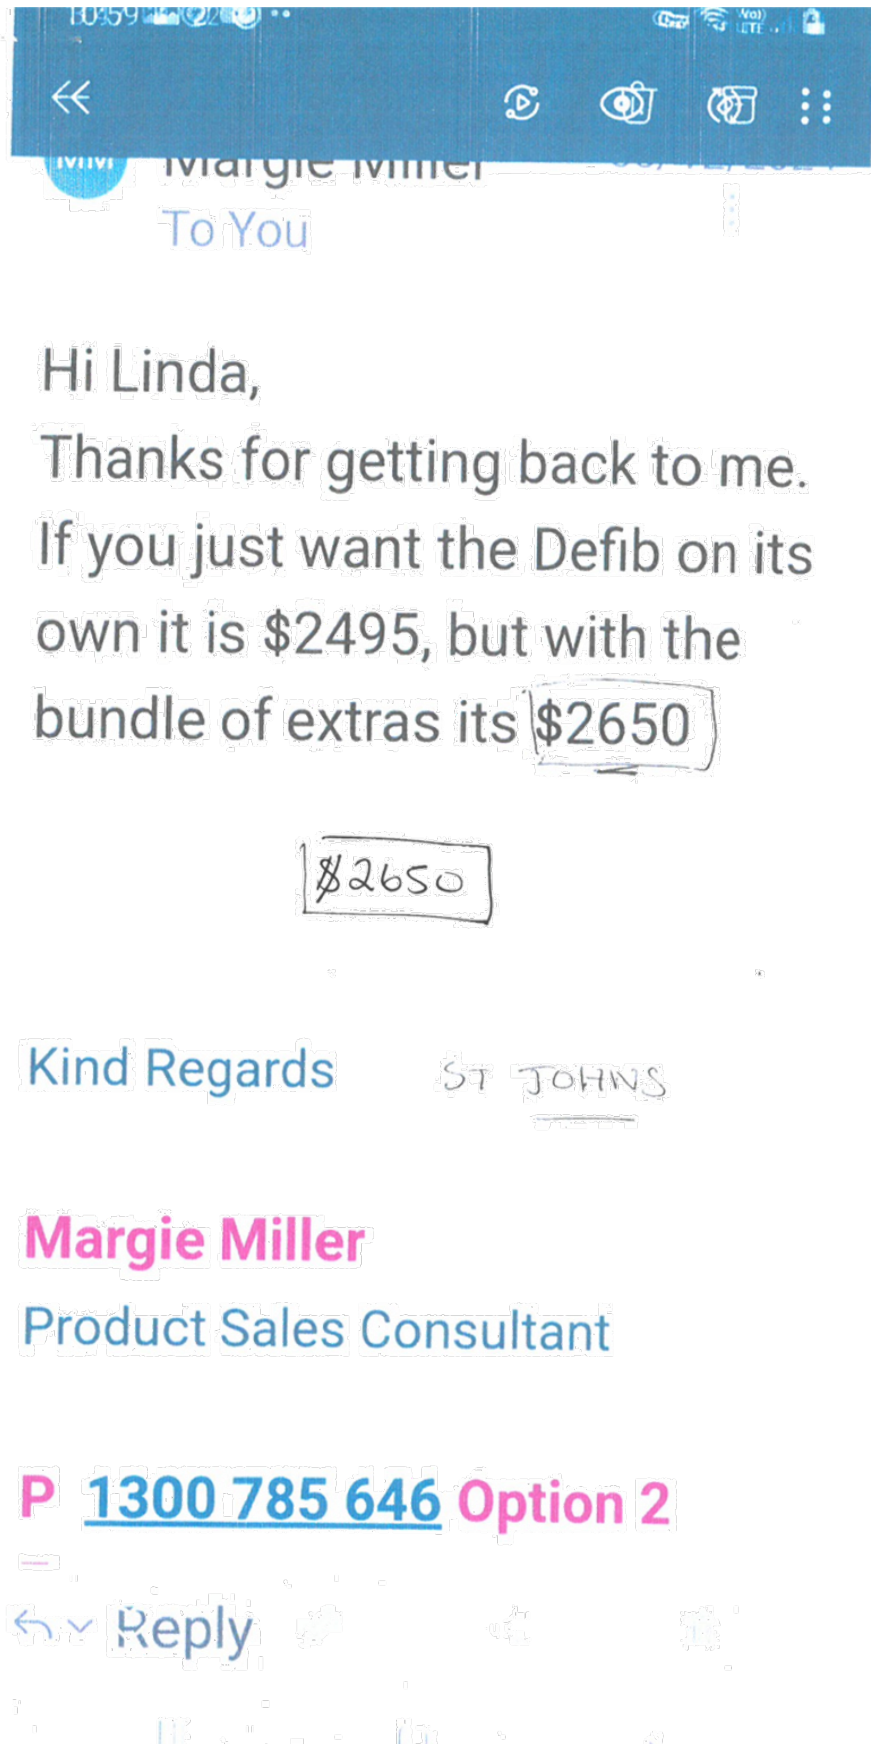 Margie Miller
To You
Hi Linda,
Thanks for getting back to me.
If you just want the Defib on its
own it is $2495, but with the
bundle of extras its $2650
$2650
Kind Regards
ST JOHNS
Margie Miller
Product Sales Consultant
P 1300 785 646 Option 2
Reply